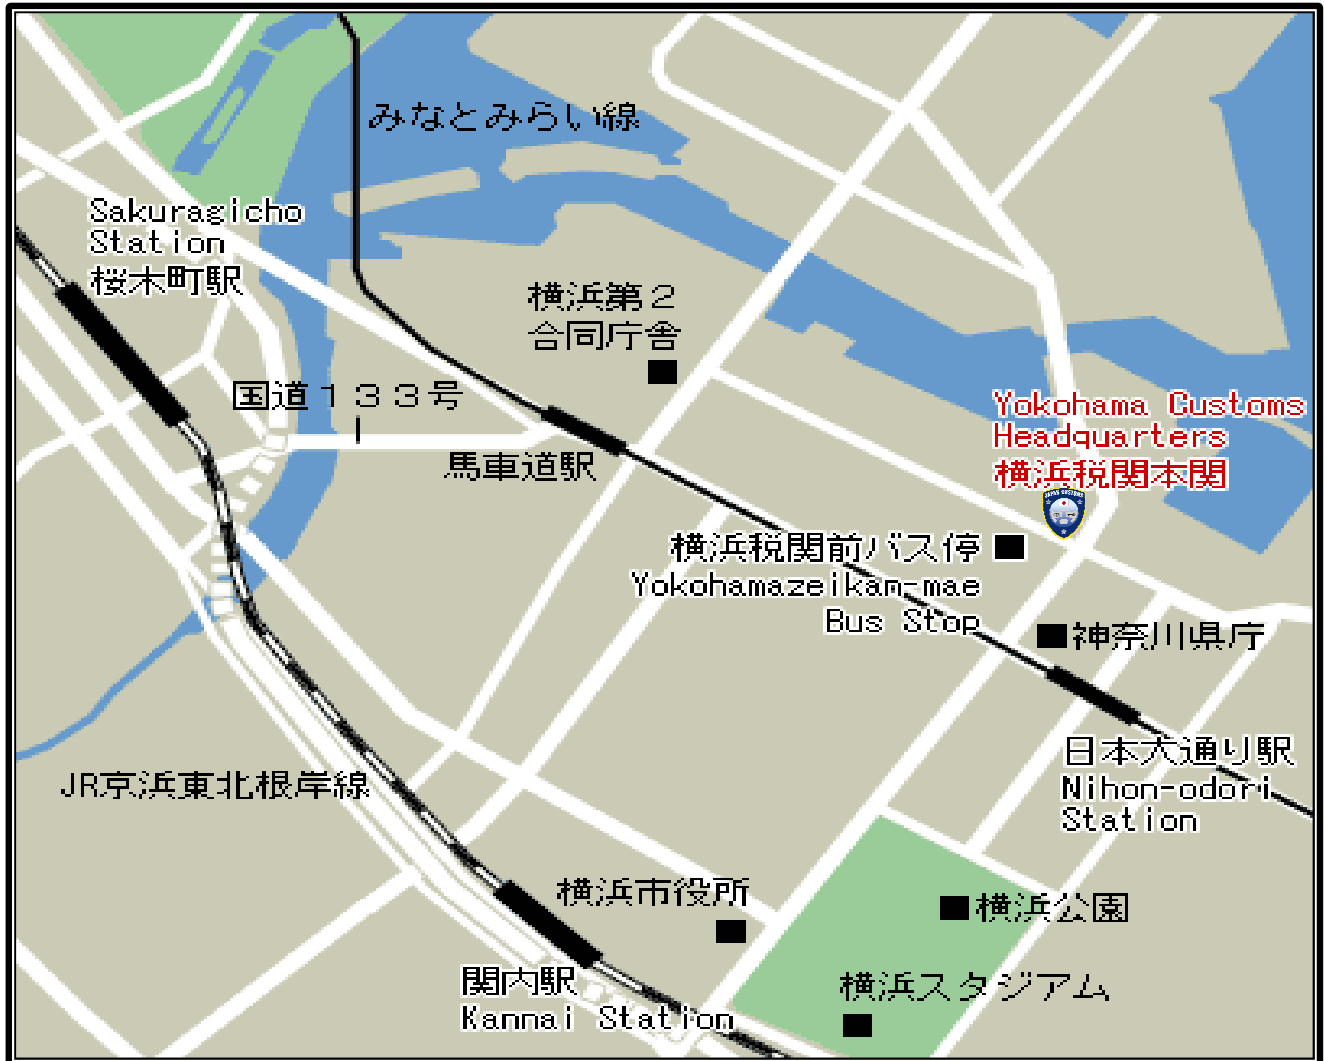 みなとみらい線
Sakuragicho
Station
桜木町駅
横浜第２
合同庁舎
国道１３３号
馬車道駅
Yokohama Customs
Headquarters
横浜税関本関
JAPAN CUSTOMS
横浜税関前バス停
Yokohamazeikan-mae
Bus Stop
神奈川県庁
日本大通り駅
Nihon-odori
Station
JR京浜東北根岸線
横浜市役所
横浜公園
関内駅
Kannai Station
横浜スタジアム